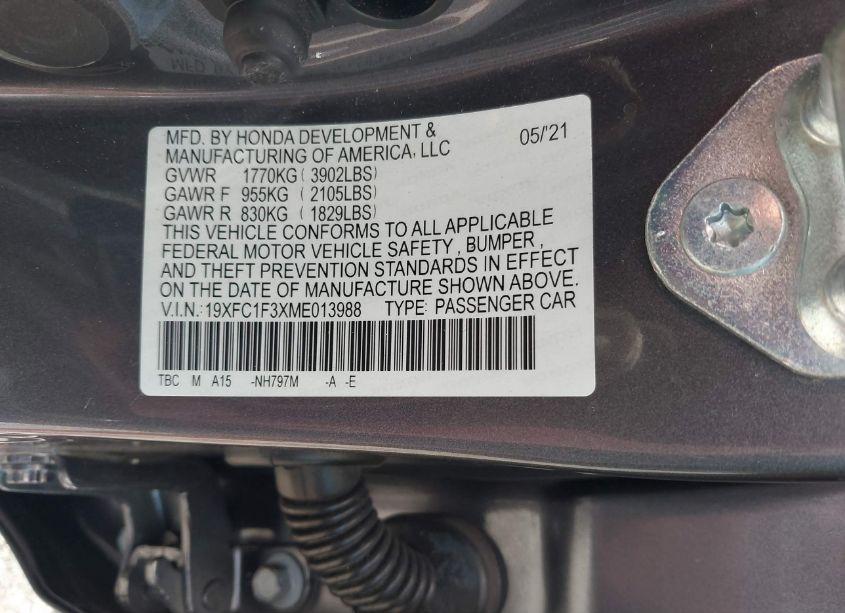 MFD. BY HONDA DEVELOPMENT & 05/'21
MANUFACTURING OF AMERICA, LLC
GVWR 1770KG ( 3902LBS)
GAWR F 955KG ( 2105LBS)
GAWR R 830KG ( 1829LBS)
THIS VEHICLE CONFORMS TO ALL APPLICABLE
FEDERAL MOTOR VEHICLE SAFETY , BUMPER ,
AND THEFT PREVENTION STANDARDS IN EFFECT
ON THE DATE OF MANUFACTURE SHOWN ABOVE.
V.I.N.: 19XFC1F3XME013988 TYPE: PASSENGER CAR
TBC M A15 -NH797M -A -E